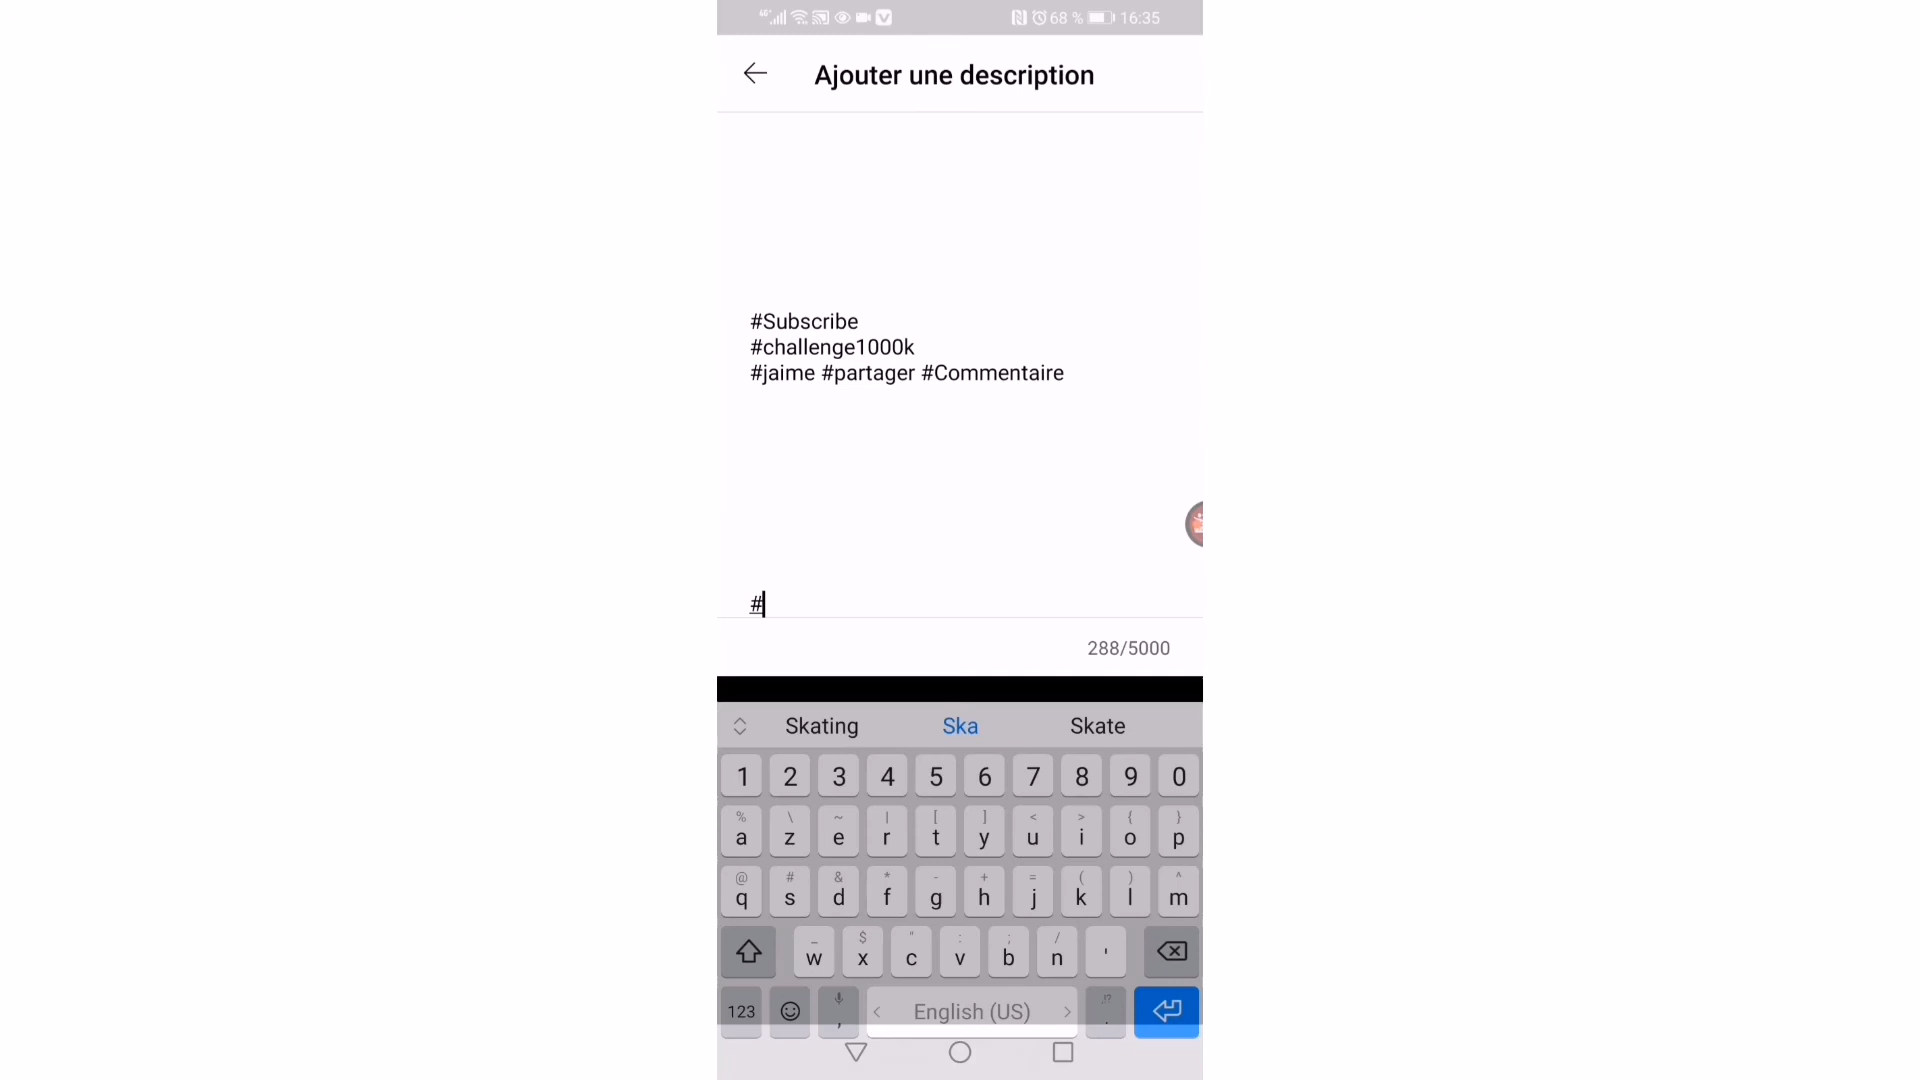 68 % 16:35
Ajouter une description
#Subscribe
#challenge1000k
#jaime #partager #Commentaire
#
288/5000
Skating Ska Skate
1 2 3 4 5 6 7 8 9 0
% \ ~ | [ ] < > { }
a z e r t y u i o p
@ # & * - + = ( ) ^
q s d f g h j k l m
_ $ " : ; /
w x c v b n '
123 , < English (US) > .